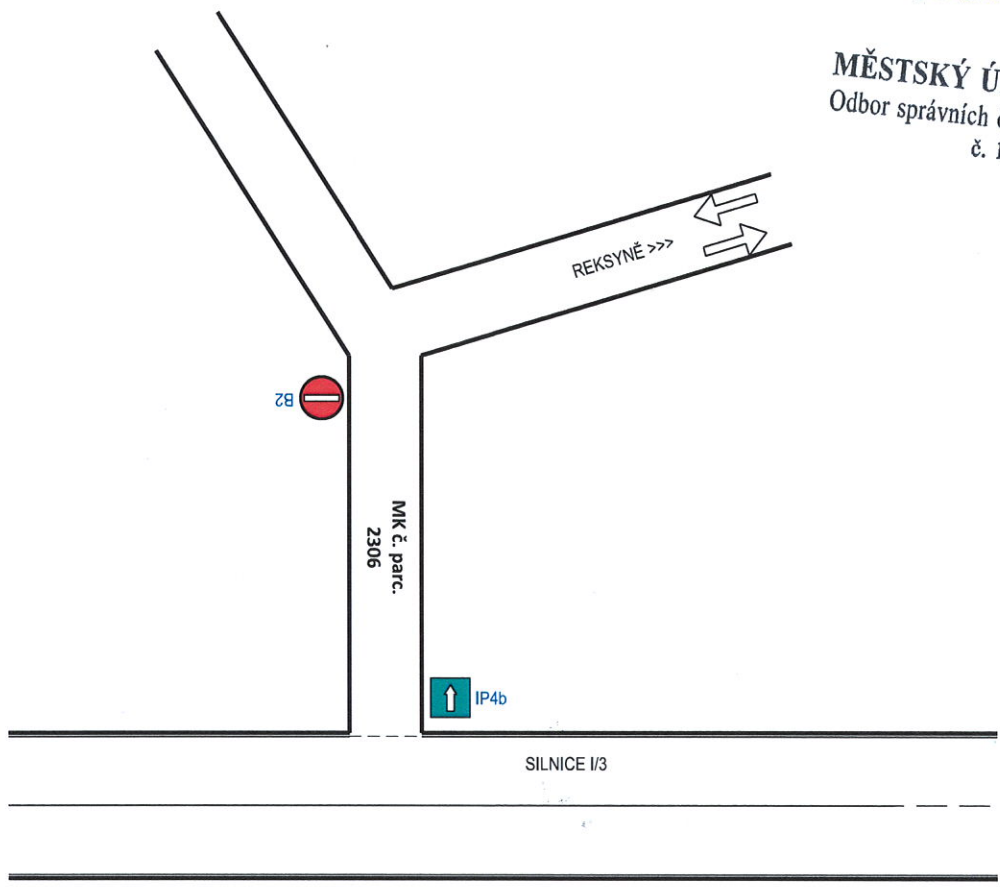 MĚSTSKÝ Ú
Odbor správních
č.
REKSYNĚ >>>
B2
MK č. parc.
2306
IP4b
SILNICE I/3